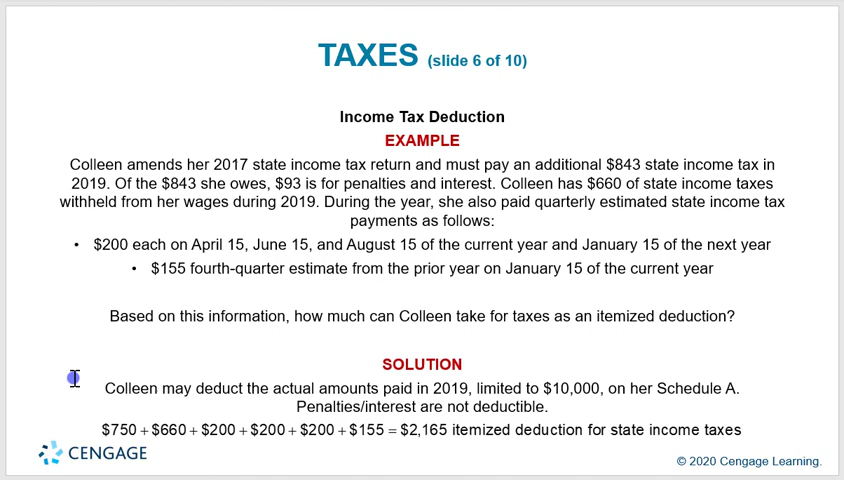 TAXES (slide 6 of 10)
Income Tax Deduction
EXAMPLE
Colleen amends her 2017 state income tax return and must pay an additional $843 state income tax in
2019. Of the $843 she owes, $93 is for penalties and interest. Colleen has $660 of state income taxes
withheld from her wages during 2019. During the year, she also paid quarterly estimated state income tax
payments as follows:
• $200 each on April 15, June 15, and August 15 of the current year and January 15 of the next year
• $155 fourth-quarter estimate from the prior year on January 15 of the current year
Based on this information, how much can Colleen take for taxes as an itemized deduction?
SOLUTION
Colleen may deduct the actual amounts paid in 2019, limited to $10,000, on her Schedule A.
Penalties/interest are not deductible.
$750 + $660 + $200 + $200 + $200 + $155 = $2,165 itemized deduction for state income taxes
CENGAGE
© 2020 Cengage Learning.